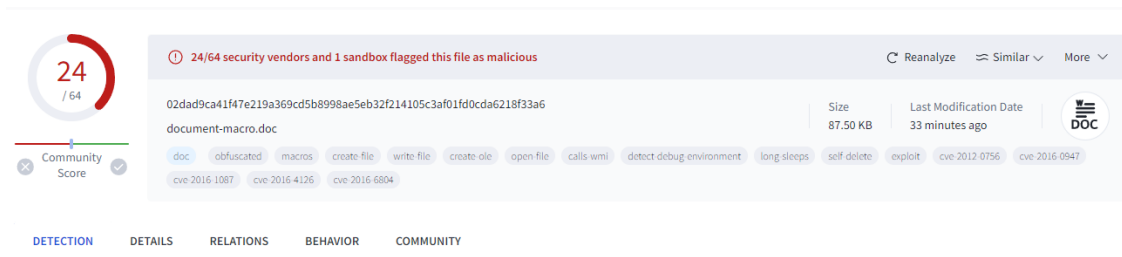 24/64 security vendors and 1 sandbox flagged this file as malicious
Reanalyze Similar More
24
/ 64
02dad9ca41f47e219a369cd5b8998ae5eb32f214105c3af01fd0cda6218f33a6
document-macro.doc
Size
87.50 KB
Last Modification Date
33 minutes ago
W
DOC
Community
Score
doc obfuscated macros create-file write-file create-ole open-file calls-wmi detect-debug-environment long-sleeps self-delete exploit cve-2012-0756 cve-2016-0947
cve-2016-1087 cve-2016-4126 cve-2016-6804
DETECTION DETAILS RELATIONS BEHAVIOR COMMUNITY